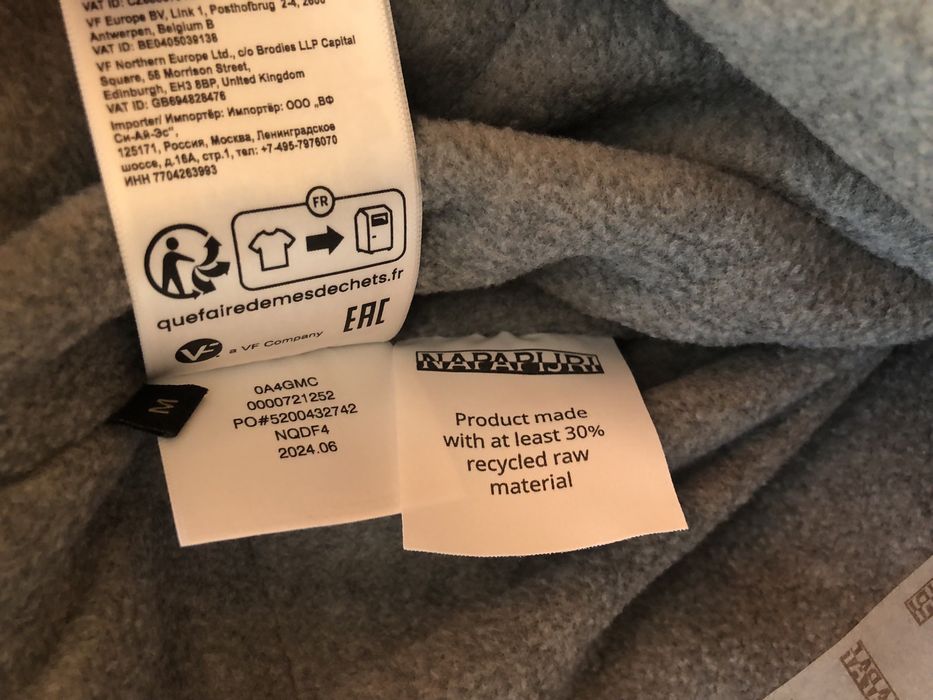 VAT ID:
VF Europe BV, Link 1, Posthofbrug 2-4, 2600
Antwerpen, Belgium B
VAT ID: BE0405039138
VF Northern Europe Ltd., c/o Brodies LLP Capital
Square, 58 Morrison Street,
Edinburgh, EH3 8BP, United Kingdom
VAT ID: GB694828476
Importer/ Импортёр: Импортёр: ООО „ВФ
Си-Ай-Эс“,
125171, Россия, Москва, Ленинградское
шоссе, д.16А, стр.1, тел: +7-495-7976070
ИНН 7704263993
FR
quefairedemesdechets.fr
EAC
VF a VF Company
M
0A4GMC
0000721252
PO#5200432742
NQDF4
2024.06
NAPAPIJRI
Product made
with at least 30%
recycled raw
material